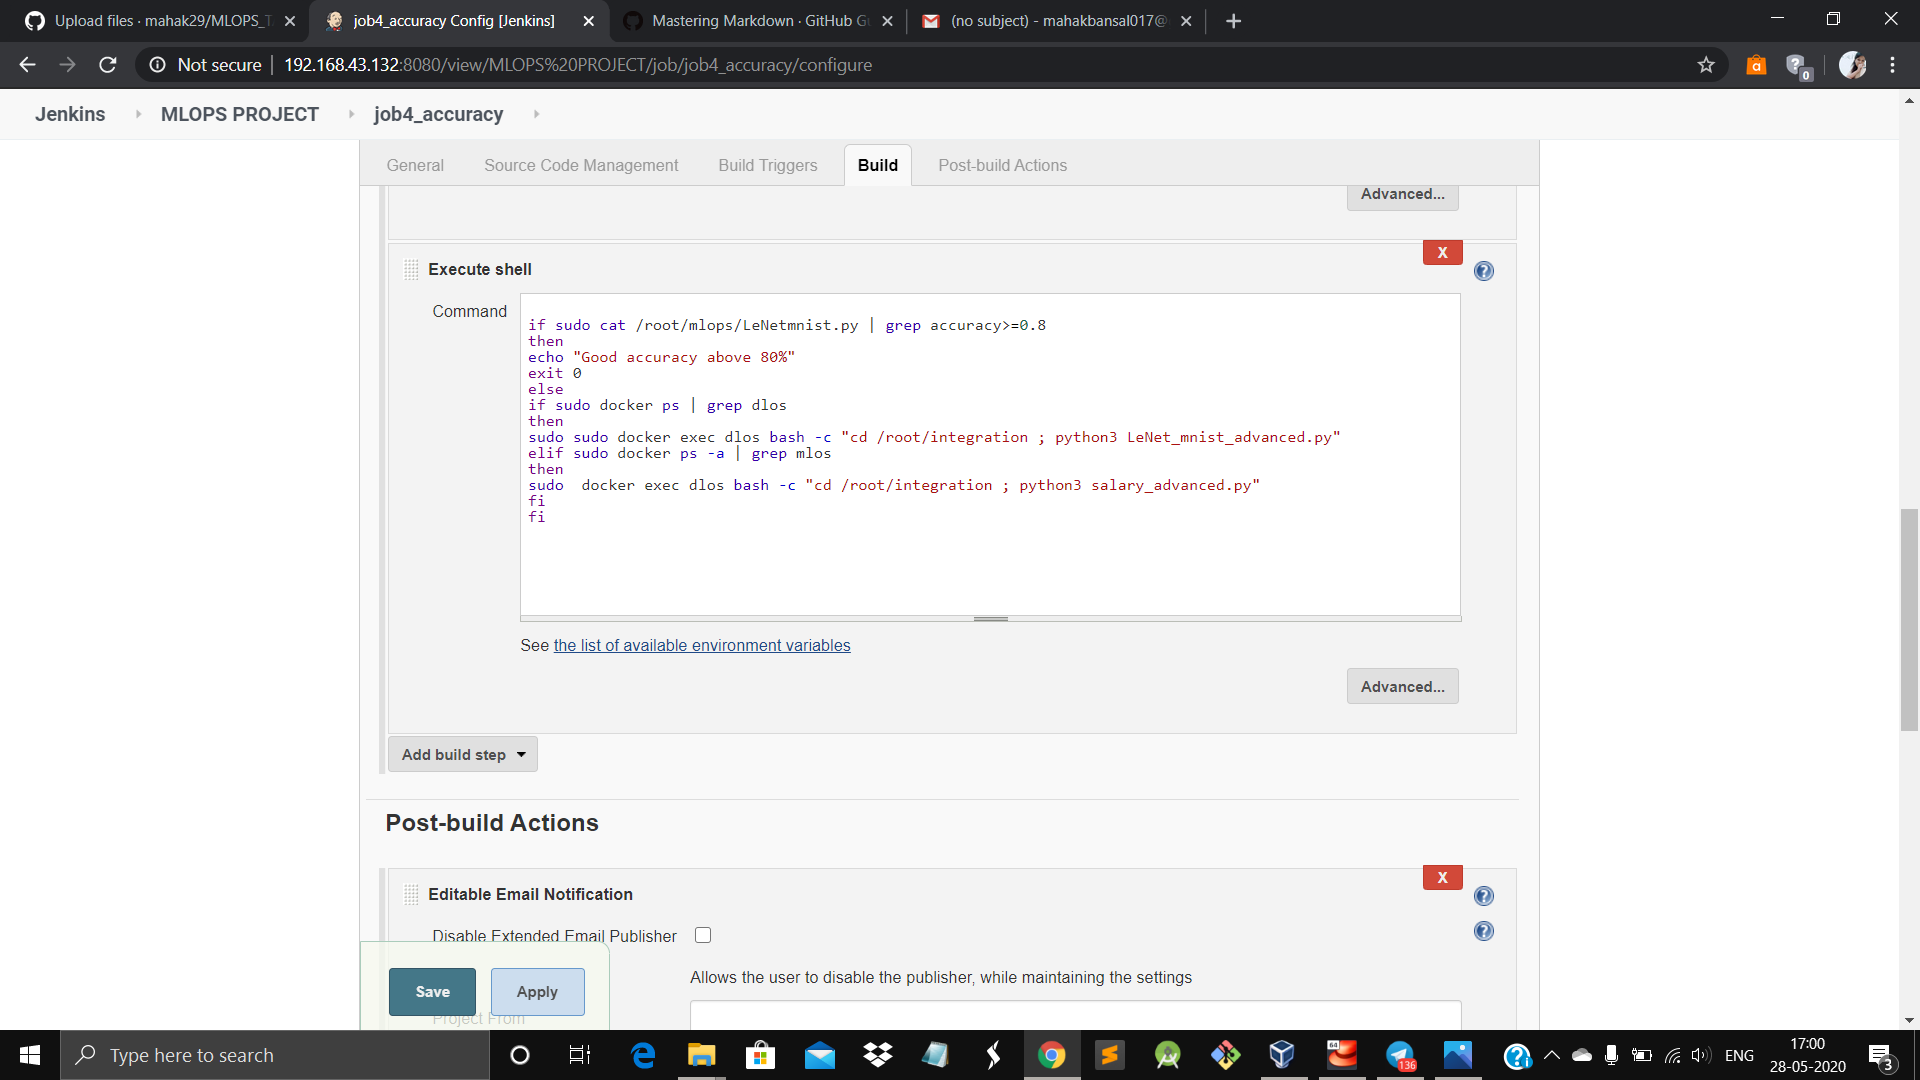 Upload files · mahak29/MLOPS_T
job4_accuracy Config [Jenkins]
Mastering Markdown · GitHub Gu
(no subject) - mahakbansal017@
Not secure
192.168.43.132:8080/view/MLOPS%20PROJECT/job/job4_accuracy/configure
0
Jenkins
MLOPS PROJECT
job4_accuracy
General
Source Code Management
Build Triggers
Build
Post-build Actions
Advanced...
X
Execute shell
?
Command
if sudo cat /root/mlops/LeNetmnist.py | grep accuracy>=0.8
then
echo "Good accuracy above 80%"
exit 0
else
if sudo docker ps | grep dlos
then
sudo sudo docker exec dlos bash -c "cd /root/integration ; python3 LeNet_mnist_advanced.py"
elif sudo docker ps -a | grep mlos
then
sudo  docker exec dlos bash -c "cd /root/integration ; python3 salary_advanced.py"
fi
fi
See the list of available environment variables
Advanced...
Add build step
Post-build Actions
X
Editable Email Notification
?
Disable Extended Email Publisher
?
Allows the user to disable the publisher, while maintaining the settings
Save
Apply
Project From
Type here to search
64
136
ENG
17:00
28-05-2020
3